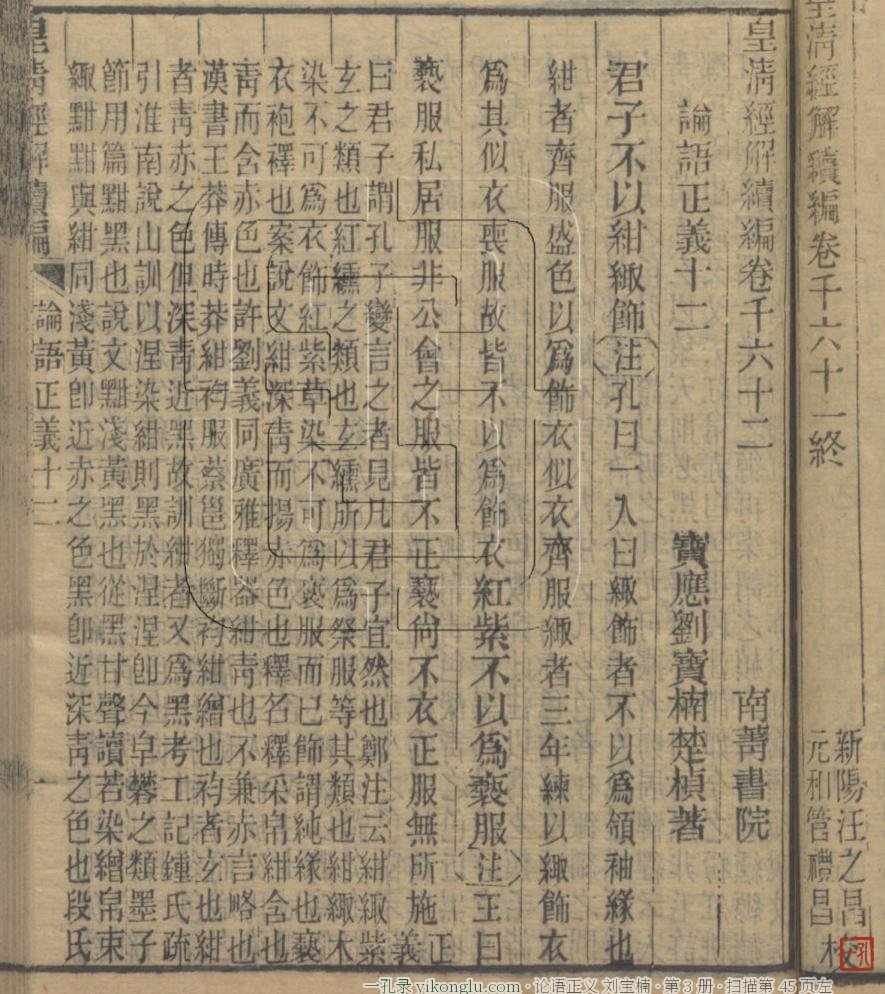 皇清經解續編卷千六十一終
新陽汪之昌
元和管禮昌校
皇清經解續編卷千六十二
南菁書院
論語正義十二
寶應劉寶楠楚楨著
君子不以紺緅飾注孔曰一入曰緅飾者不以爲領袖緣也
紺者齊服盛色以爲飾衣似衣齊服緅者三年練以緅飾衣
爲其似衣喪服故皆不以爲飾衣紅紫不以爲褻服注王曰
褻服私居服非公會之服皆不正褻尙不衣正服無所施正義
曰君子謂孔子變言之者見凡君子宜然也鄭注云紺緅紫
玄之類也紅纁之類也玄纁所以爲祭服等其類也紺緅木
染不可爲衣飾紅紫草染不可爲褻服而已飾謂純緣也褻
衣袍襗也案說文紺深靑而揚赤色也釋名釋采帛紺含也
靑而含赤色也許劉義同廣雅釋器紺靑也不兼赤言略也
漢書王莽傳時莽紺袀服蔡邕獨斷袀紺繒也袀者玄也紺
者靑赤之色但深靑近黑故訓紺者又爲黑考工記鍾氏疏
引淮南說山訓以涅染紺則黑於涅涅卽今皁礬之類墨子
節用篇黚黑也說文黚淺黃黑也從黑甘聲讀若染繒帛束
緅黚黚與紺同淺黃卽近赤之色黑卽近深靑之色也段氏
皇清經解續編 論語正義十二 一
一孔录 yikonglu.com · 论语正义 刘宝楠 · 第3册 · 扫描第 45 页左
孔